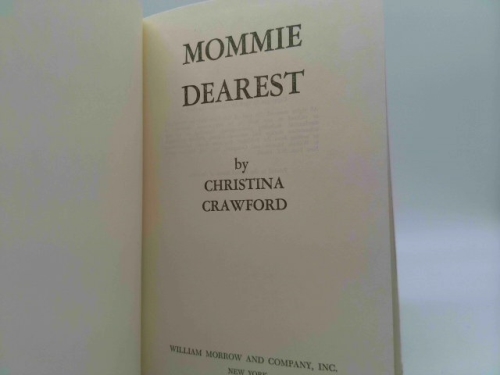 MOMMIE
DEAREST
by
CHRISTINA
CRAWFORD
WILLIAM MORROW AND COMPANY, INC.
NEW YORK